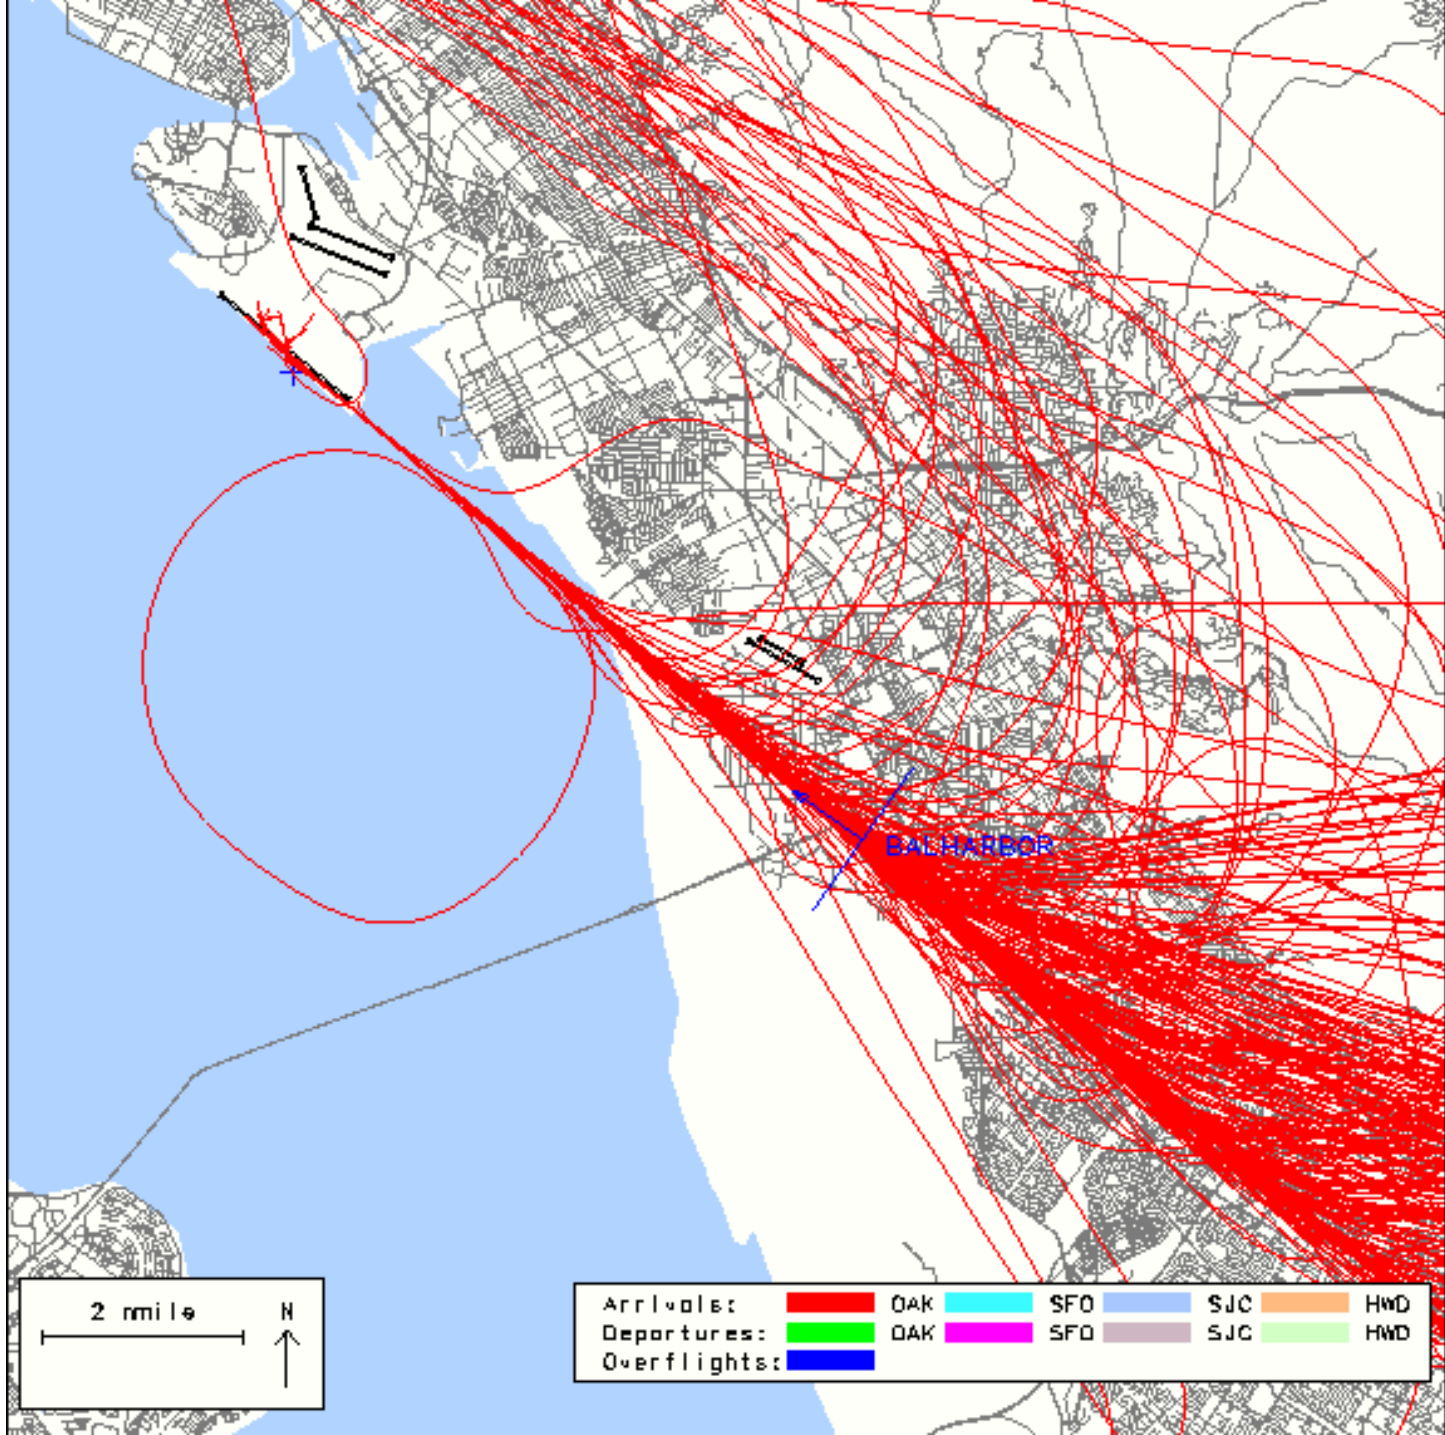 BALHARBOR
2 nmile N
Arrivals: OAK SFO SJC HWD
Departures: OAK SFO SJC HWD
Overflights: